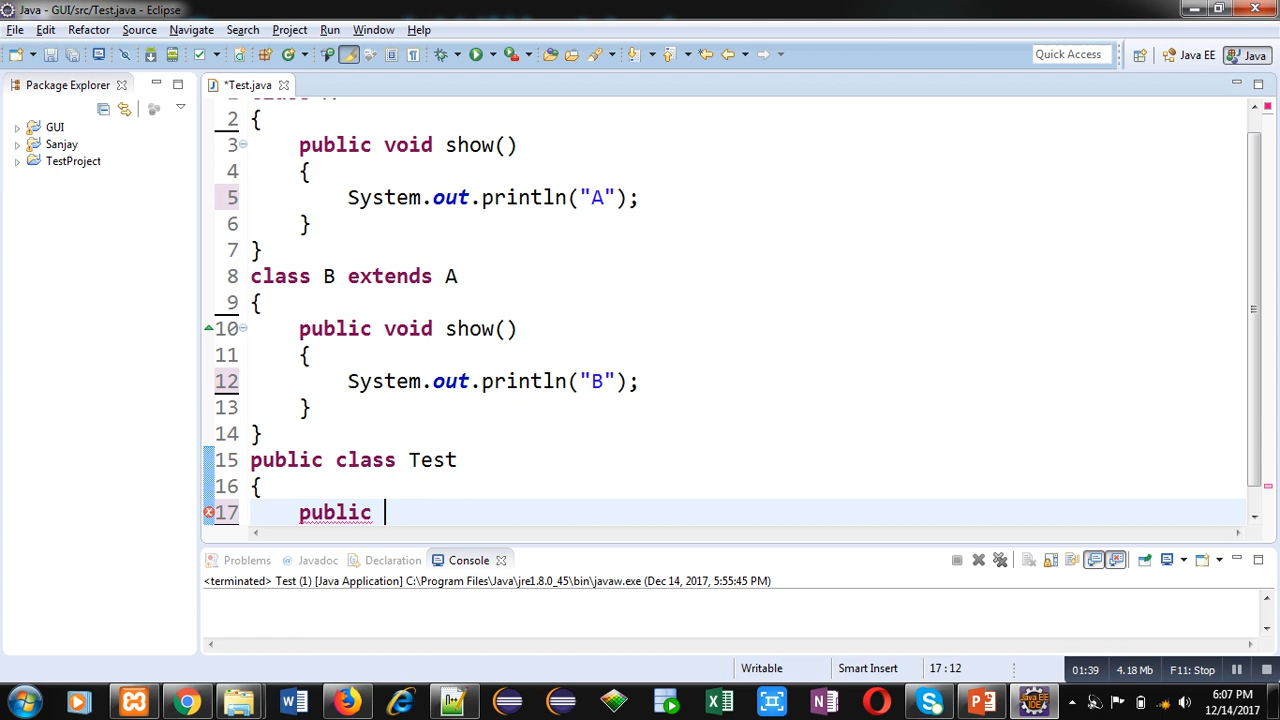 Java - GUI/src/Test.java - Eclipse
File Edit Refactor Source Navigate Search Project Run Window Help
Quick Access
Java EE
Java
Package Explorer
*Test.java
GUI
Sanjay
TestProject
2 {
3 public void show()
4 {
5 System.out.println("A");
6 }
7 }
8 class B extends A
9 {
10 public void show()
11 {
12 System.out.println("B");
13 }
14 }
15 public class Test
16 {
17 public
Problems Javadoc Declaration Console
<terminated> Test (1) [Java Application] C:\Program Files\Java\jre1.8.0_45\bin\javaw.exe (Dec 14, 2017, 5:55:45 PM)
Writable Smart Insert 17 : 12 01:39 4.18 Mb F11: Stop
6:07 PM
12/14/2017